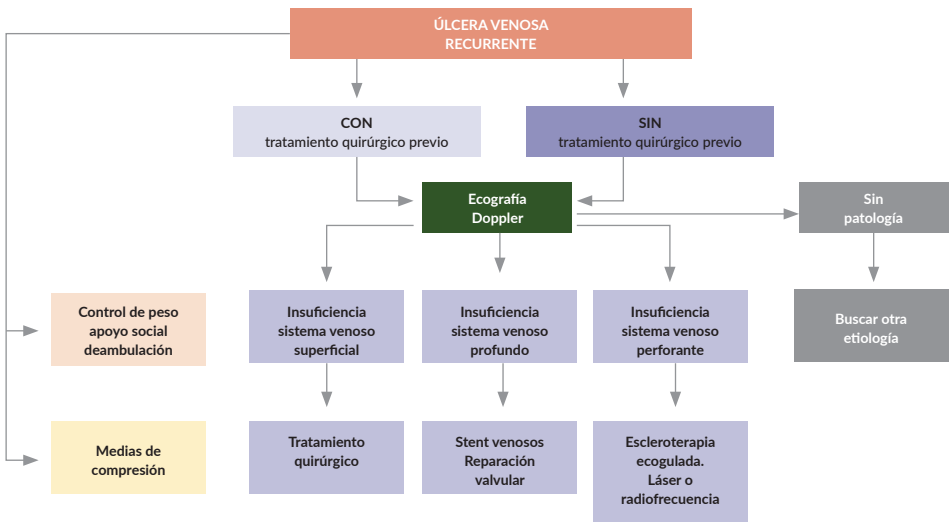 ÚLCERA VENOSA
RECURRENTE
CON
tratamiento quirúrgico previo
SIN
tratamiento quirúrgico previo
Ecografía
Doppler
Sin
patología
Control de peso
apoyo social
deambulación
Insuficiencia
sistema venoso
superficial
Insuficiencia
sistema venoso
profundo
Insuficiencia
sistema venoso
perforante
Buscar otra
etiología
Medias de
compresión
Tratamiento
quirúrgico
Stent venosos
Reparación
valvular
Escleroterapia
ecogulada.
Láser o
radiofrecuencia